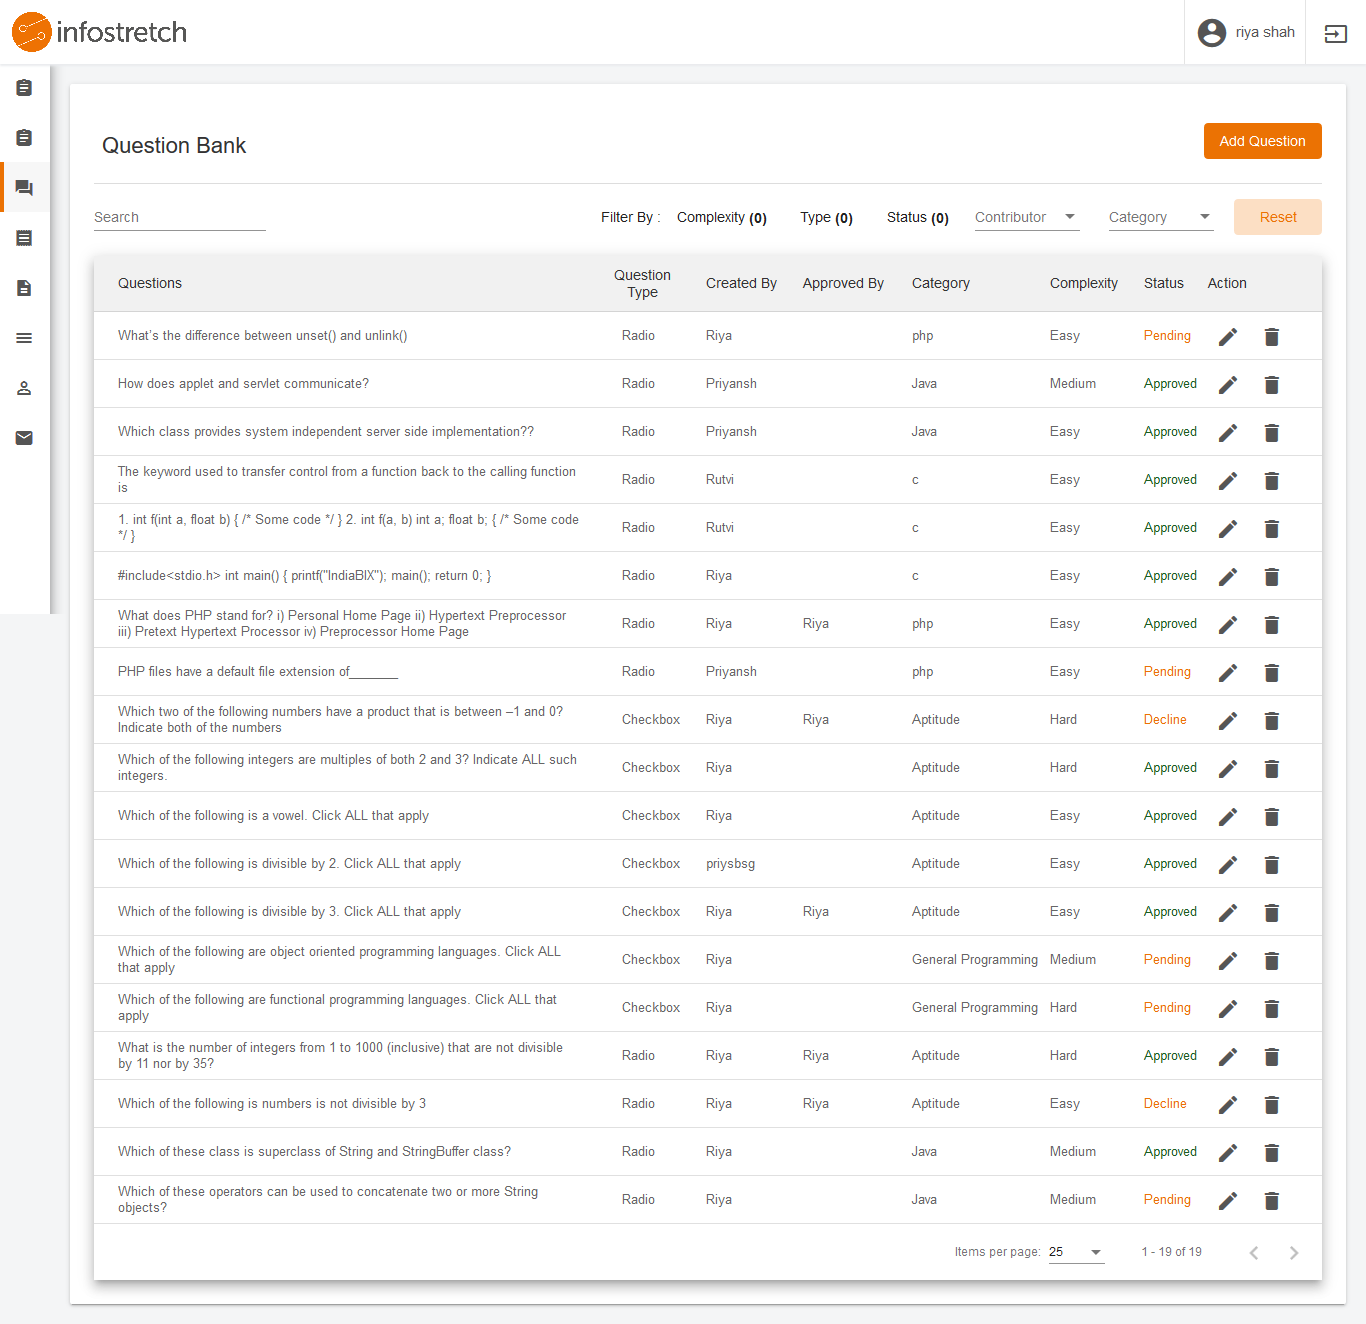 infostretch
riya shah
Question Bank
Add Question
Search
Filter By : Complexity (0) Type (0) Status (0) Contributor Category Reset
Questions Question Type Created By Approved By Category Complexity Status Action
What's the difference between unset() and unlink() Radio Riya php Easy Pending
How does applet and servlet communicate? Radio Priyansh Java Medium Approved
Which class provides system independent server side implementation?? Radio Priyansh Java Easy Approved
The keyword used to transfer control from a function back to the calling function
is Radio Rutvi c Easy Approved
1. int f(int a, float b) { /* Some code */ } 2. int f(a, b) int a; float b; { /* Some code
*/ } Radio Rutvi c Easy Approved
#include<stdio.h> int main() { printf("IndiaBIX"); main(); return 0; } Radio Riya c Easy Approved
What does PHP stand for? i) Personal Home Page ii) Hypertext Preprocessor
iii) Pretext Hypertext Processor iv) Preprocessor Home Page Radio Riya Riya php Easy Approved
PHP files have a default file extension of_______ Radio Priyansh php Easy Pending
Which two of the following numbers have a product that is between –1 and 0?
Indicate both of the numbers Checkbox Riya Riya Aptitude Hard Decline
Which of the following integers are multiples of both 2 and 3? Indicate ALL such
integers. Checkbox Riya Aptitude Hard Approved
Which of the following is a vowel. Click ALL that apply Checkbox Riya Aptitude Easy Approved
Which of the following is divisible by 2. Click ALL that apply Checkbox priysbsg Aptitude Easy Approved
Which of the following is divisible by 3. Click ALL that apply Checkbox Riya Riya Aptitude Easy Approved
Which of the following are object oriented programming languages. Click ALL
that apply Checkbox Riya General Programming Medium Pending
Which of the following are functional programming languages. Click ALL that
apply Checkbox Riya General Programming Hard Pending
What is the number of integers from 1 to 1000 (inclusive) that are not divisible
by 11 nor by 35? Radio Riya Riya Aptitude Hard Approved
Which of the following is numbers is not divisible by 3 Radio Riya Riya Aptitude Easy Decline
Which of these class is superclass of String and StringBuffer class? Radio Riya Java Medium Approved
Which of these operators can be used to concatenate two or more String
objects? Radio Riya Java Medium Pending
Items per page: 25 1 - 19 of 19